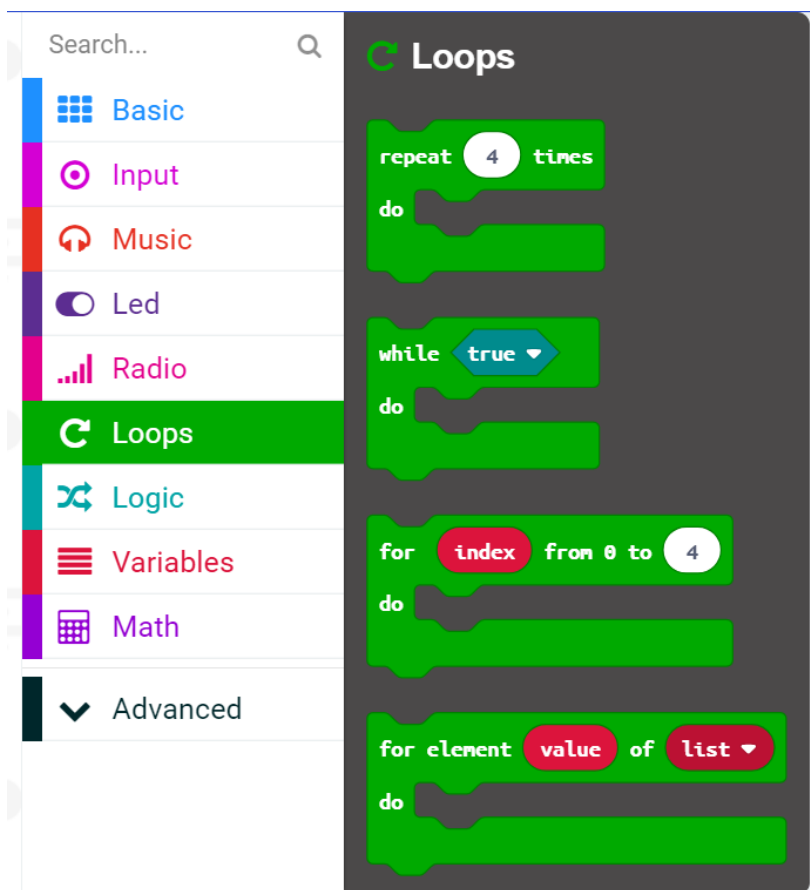 Search...
Basic
Input
Music
Led
Radio
Loops
Logic
Variables
Math
Advanced
Loops
repeat 4 times
do
while true
do
for index from 0 to 4
do
for element value of list
do